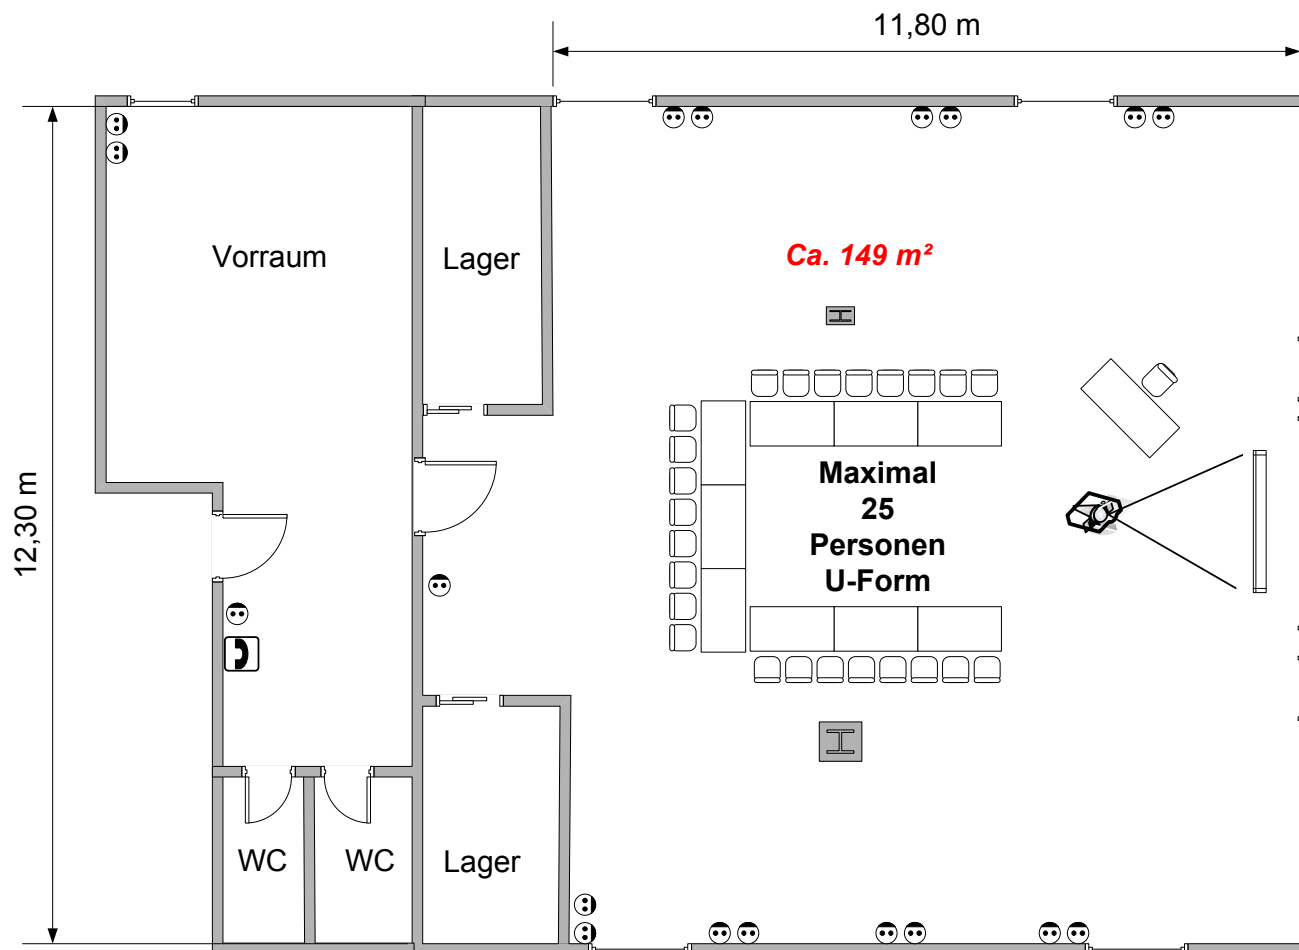 11,80 m
Vorraum
Lager
Ca. 149 m²
12,30 m
Maximal
25
Personen
U-Form
WC
WC
Lager